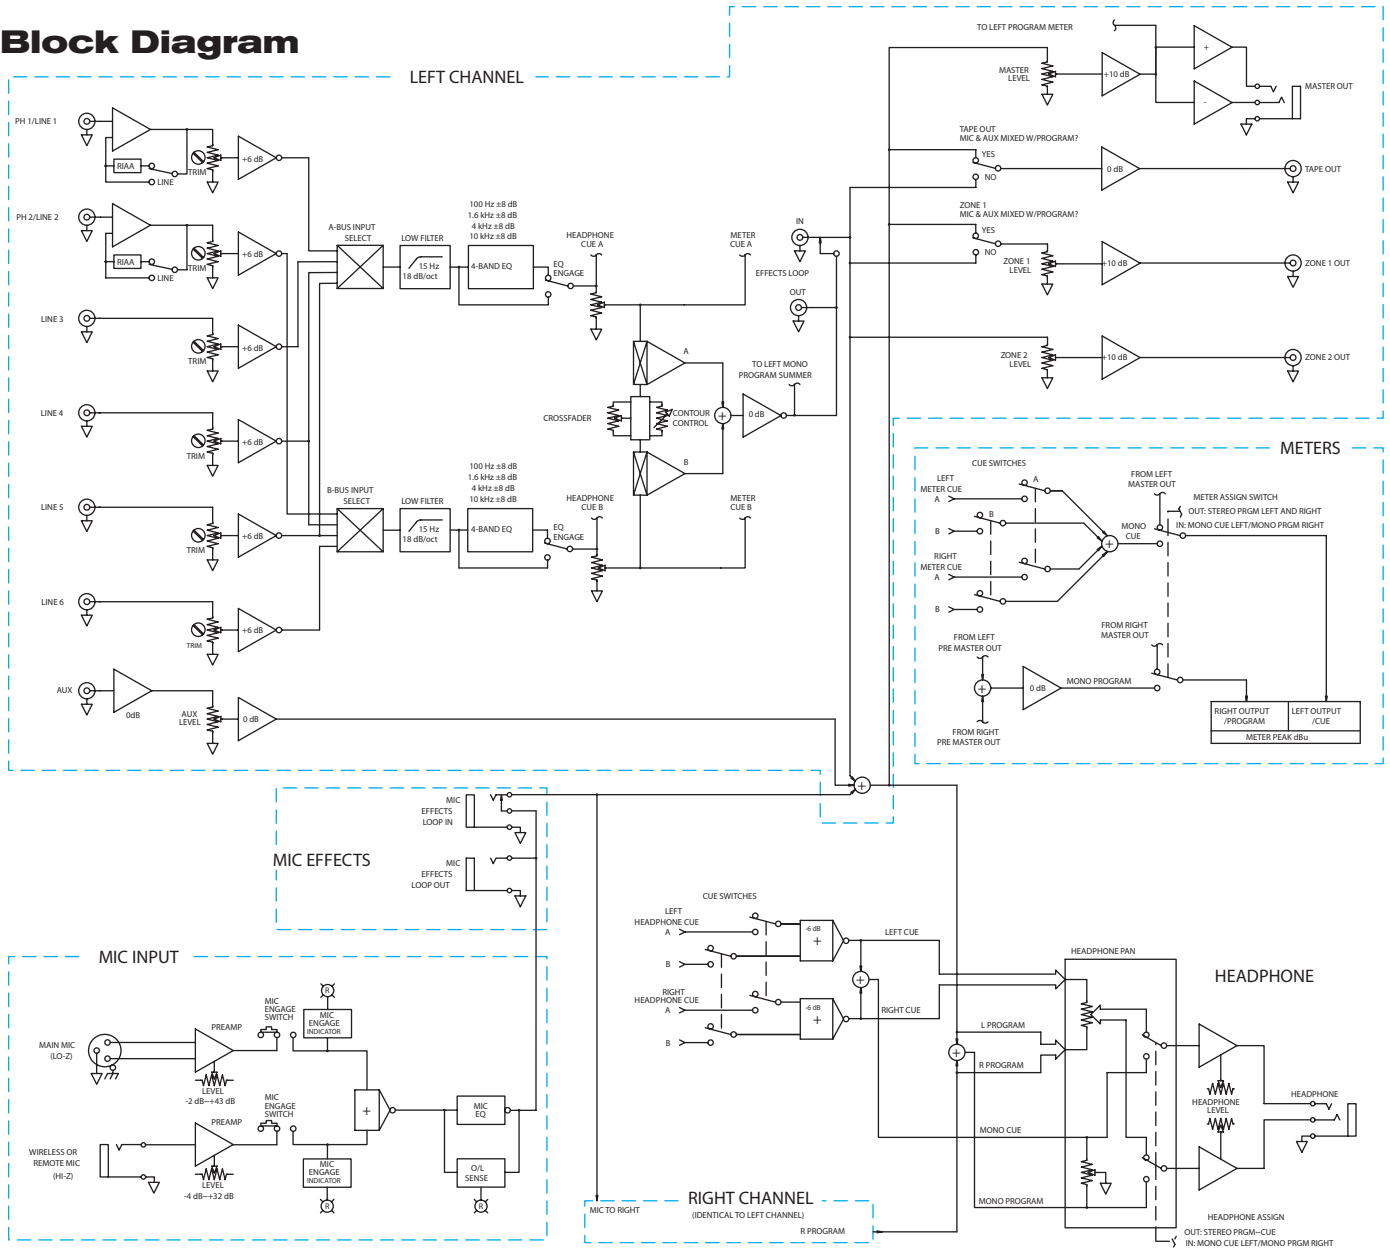 Block Diagram
LEFT CHANNEL
PH 1/LINE 1
RIAA
LINE
TRIM
+6 dB
PH 2/LINE 2
RIAA
LINE
TRIM
+6 dB
LINE 3
TRIM
+6 dB
LINE 4
TRIM
+6 dB
LINE 5
TRIM
+6 dB
LINE 6
TRIM
+6 dB
AUX
0dB
AUX
LEVEL
0 dB
A-BUS INPUT
SELECT
LOW FILTER
15 Hz
18 dB/oct
100 Hz ±8 dB
1.6 kHz ±8 dB
4 kHz ±8 dB
10 kHz ±8 dB
4-BAND EQ
EQ
ENGAGE
HEADPHONE
CUE A
METER
CUE A
B-BUS INPUT
SELECT
LOW FILTER
15 Hz
18 dB/oct
100 Hz ±8 dB
1.6 kHz ±8 dB
4 kHz ±8 dB
10 kHz ±8 dB
4-BAND EQ
EQ
ENGAGE
HEADPHONE
CUE B
METER
CUE B
A
CROSSFADER
CONTOUR
CONTROL
B
+
0 dB
TO LEFT MONO
PROGRAM SUMMER
IN
EFFECTS LOOP
OUT
TO LEFT PROGRAM METER
MASTER
LEVEL
+10 dB
+
-
MASTER OUT
TAPE OUT
MIC & AUX MIXED W/PROGRAM?
YES
NO
0 dB
TAPE OUT
ZONE 1
MIC & AUX MIXED W/PROGRAM?
YES
NO
ZONE 1
LEVEL
+10 dB
ZONE 1 OUT
ZONE 2
LEVEL
+10 dB
ZONE 2 OUT
METERS
CUE SWITCHES
LEFT
METER CUE
A
B
RIGHT
METER CUE
A
B
A
B
+
MONO
CUE
FROM LEFT
MASTER OUT
METER ASSIGN SWITCH
OUT: STEREO PRGM LEFT AND RIGHT
IN: MONO CUE LEFT/MONO PRGM RIGHT
FROM LEFT
PRE MASTER OUT
+
0 dB
MONO PROGRAM
FROM RIGHT
PRE MASTER OUT
FROM RIGHT
MASTER OUT
RIGHT OUTPUT
/PROGRAM
LEFT OUTPUT
/CUE
METER PEAK dBu
+
MIC EFFECTS
MIC
EFFECTS
LOOP IN
MIC
EFFECTS
LOOP OUT
MIC INPUT
MAIN MIC
(LO-Z)
PREAMP
LEVEL
-2 dB–+43 dB
MIC
ENGAGE
SWITCH
R
MIC
ENGAGE
INDICATOR
WIRELESS OR
REMOTE MIC
(HI-Z)
PREAMP
LEVEL
-4 dB–+32 dB
MIC
ENGAGE
SWITCH
MIC
ENGAGE
INDICATOR
R
+
MIC
EQ
O/L
SENSE
R
CUE SWITCHES
LEFT
HEADPHONE CUE
A
B
RIGHT
HEADPHONE CUE
A
B
-6 dB
+
-6 dB
+
LEFT CUE
+
RIGHT CUE
L PROGRAM
+
R PROGRAM
MONO CUE
MONO PROGRAM
HEADPHONE PAN
HEADPHONE
HEADPHONE
LEVEL
HEADPHONE
HEADPHONE ASSIGN
OUT: STEREO PRGM–CUE
IN: MONO CUE LEFT/MONO PRGM RIGHT
RIGHT CHANNEL
(IDENTICAL TO LEFT CHANNEL)
MIC TO RIGHT
R PROGRAM